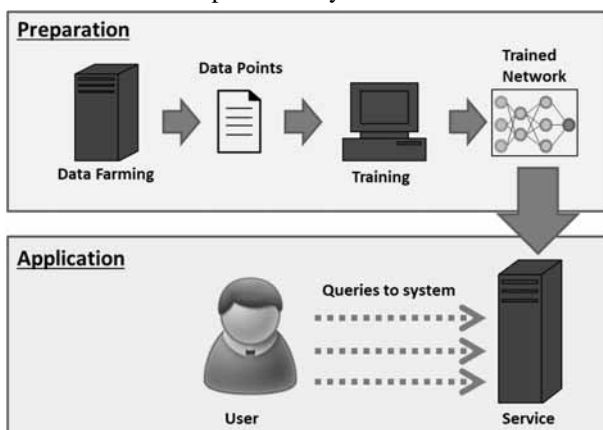 Preparation
Data Points
Trained
Network
Data Farming
Training
Application
Queries to system
User
Service